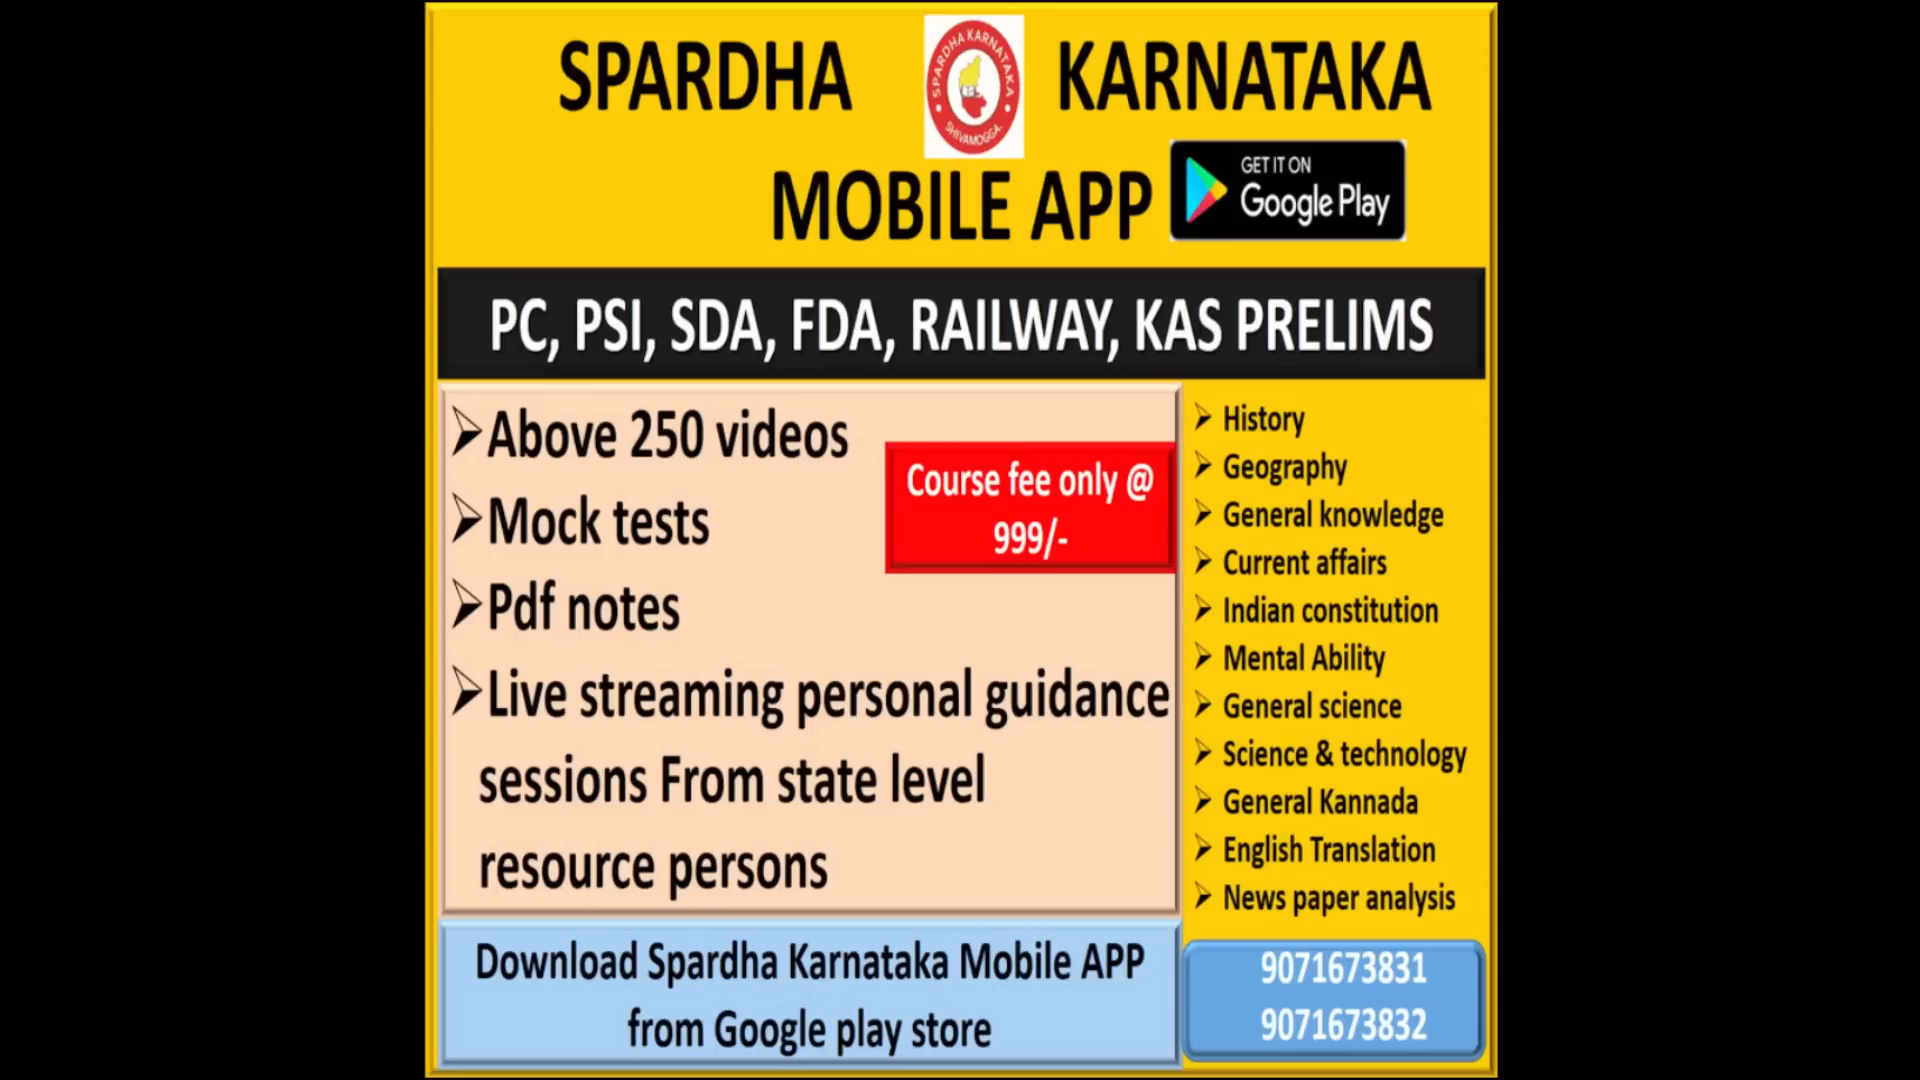 SPARDHA KARNATAKA
SPARDHA KARNATAKA
SHIVAMOGGA.
MOBILE APP
GET IT ON
Google Play
PC, PSI, SDA, FDA, RAILWAY, KAS PRELIMS
Above 250 videos
Mock tests
Pdf notes
Live streaming personal guidance
sessions From state level
resource persons
Course fee only @
999/-
History
Geography
General knowledge
Current affairs
Indian constitution
Mental Ability
General science
Science & technology
General Kannada
English Translation
News paper analysis
Download Spardha Karnataka Mobile APP
from Google play store
9071673831
9071673832